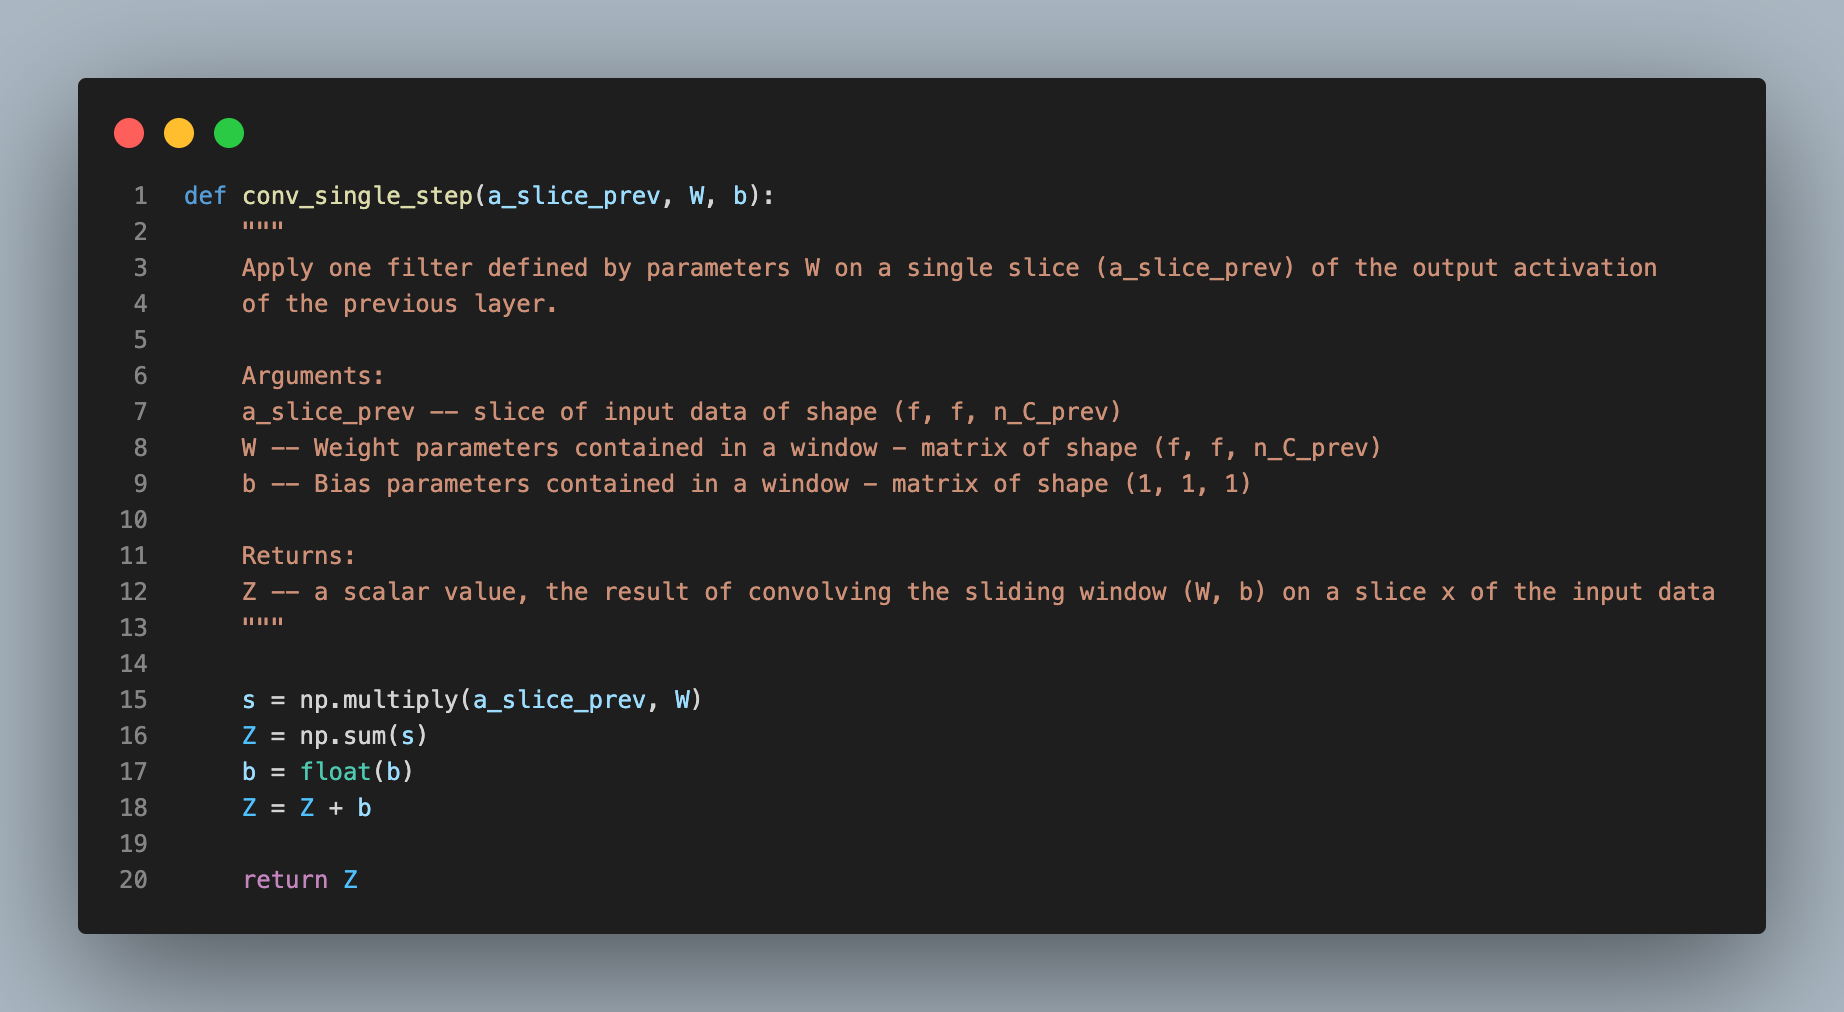 1 def conv_single_step(a_slice_prev, W, b):
2     """
3     Apply one filter defined by parameters W on a single slice (a_slice_prev) of the output activation
4     of the previous layer.
5
6     Arguments:
7     a_slice_prev -- slice of input data of shape (f, f, n_C_prev)
8     W -- Weight parameters contained in a window - matrix of shape (f, f, n_C_prev)
9     b -- Bias parameters contained in a window - matrix of shape (1, 1, 1)
10
11     Returns:
12     Z -- a scalar value, the result of convolving the sliding window (W, b) on a slice x of the input data
13     """
14
15     s = np.multiply(a_slice_prev, W)
16     Z = np.sum(s)
17     b = float(b)
18     Z = Z + b
19
20     return Z